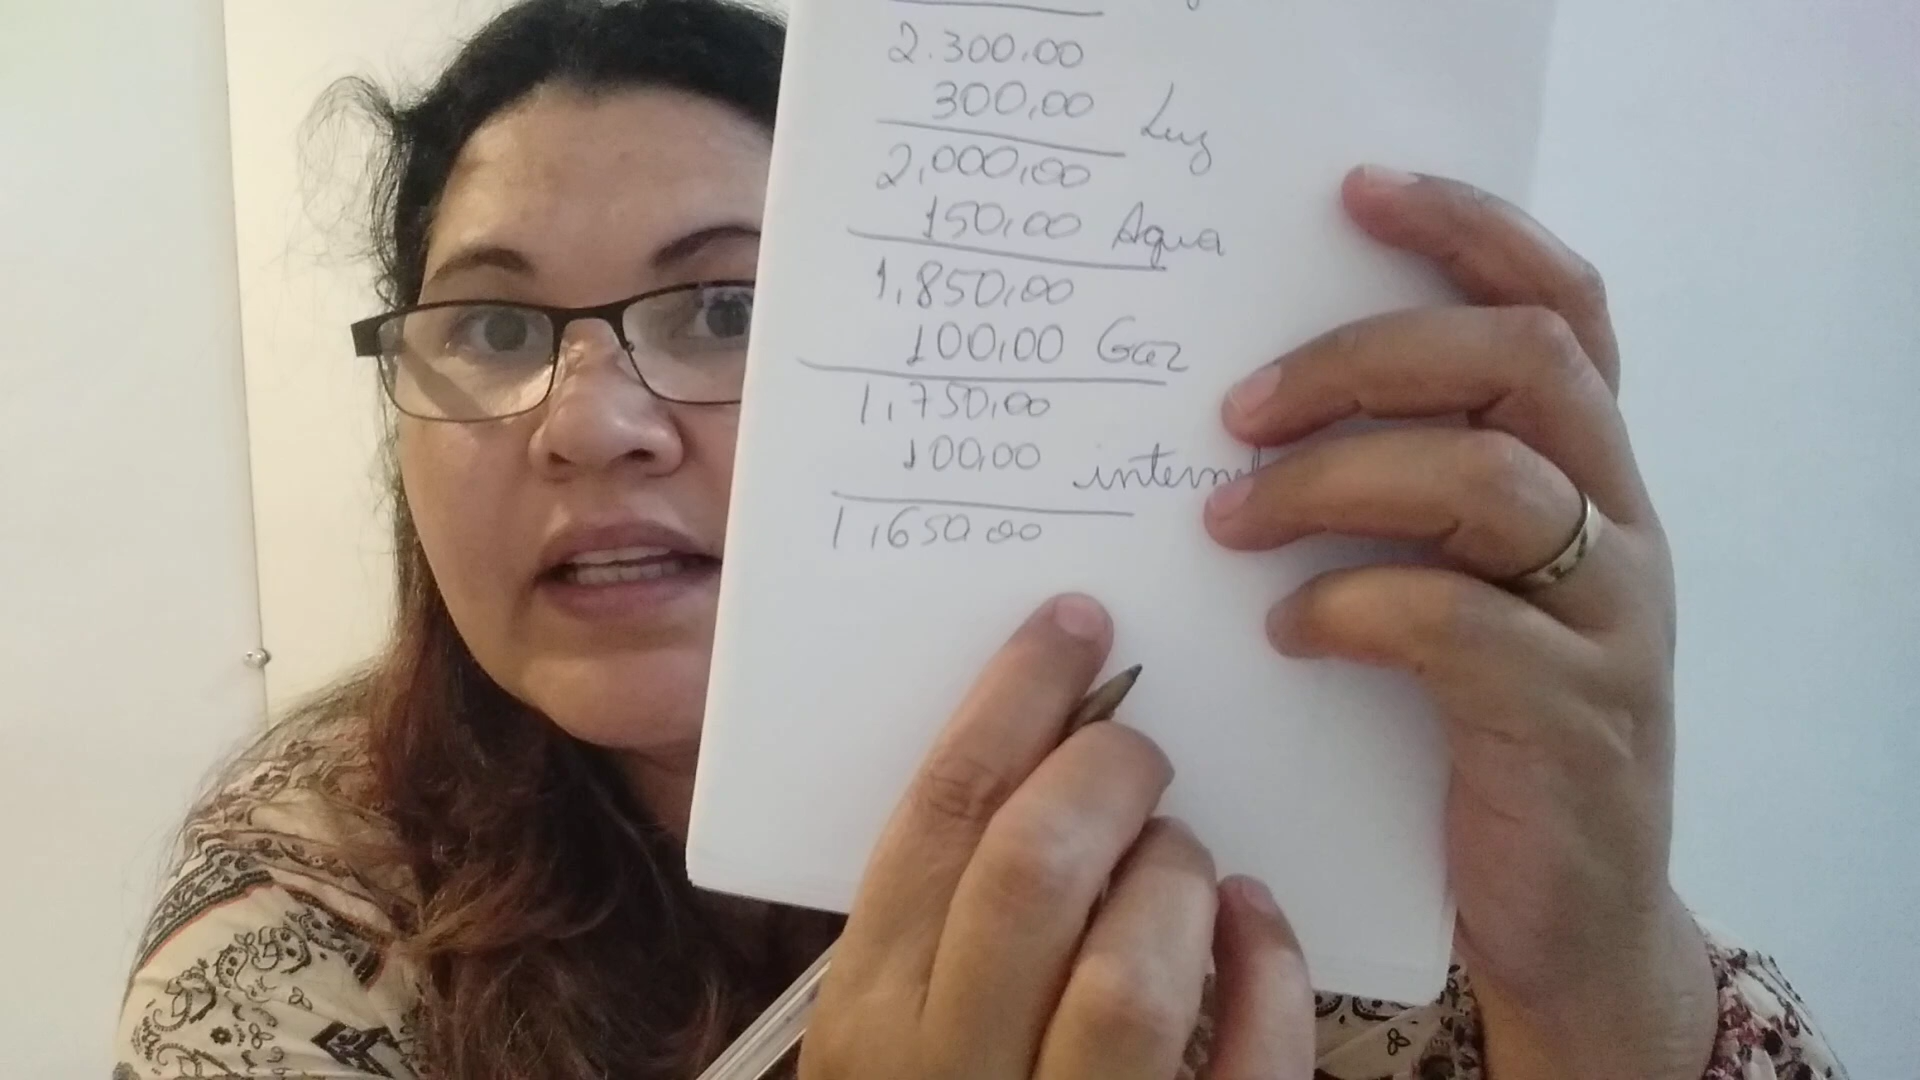 2.300,00
300,00 Luz
2,000,00
150,00 Agua
1,850,00
100,00 Gaz
1,750,00
100,00 internet
1,650,00